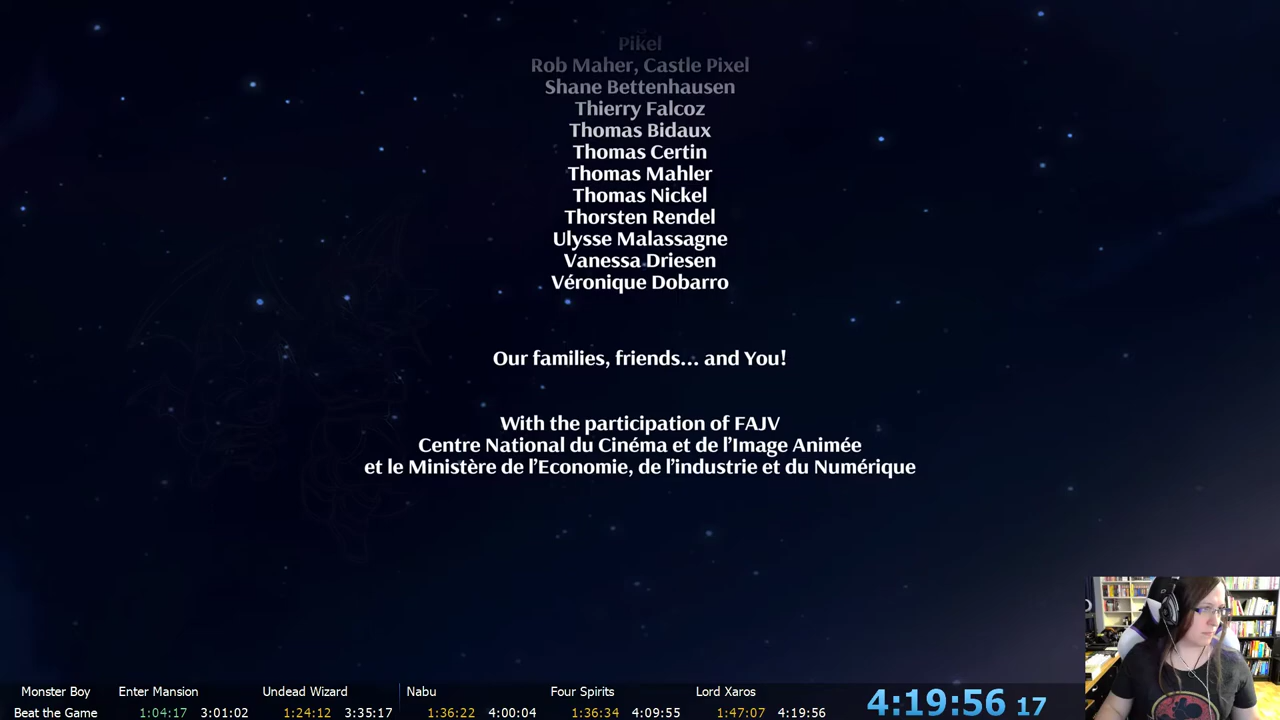 Pikel
Rob Maher, Castle Pixel
Shane Bettenhausen
Thierry Falcoz
Thomas Bidaux
Thomas Certin
Thomas Mahler
Thomas Nickel
Thorsten Rendel
Ulysse Malassagne
Vanessa Driesen
Véronique Dobarro
Our families, friends... and You!
With the participation of FAJV
Centre National du Cinéma et de l'Image Animée
et le Ministère de l'Economie, de l'industrie et du Numérique
Monster Boy Enter Mansion Undead Wizard Nabu Four Spirits Lord Xaros
Beat the Game 1:04:17 3:01:02 1:24:12 3:35:17 1:36:22 4:00:04 1:36:34 4:09:55 1:47:07 4:19:56
4:19:56 17